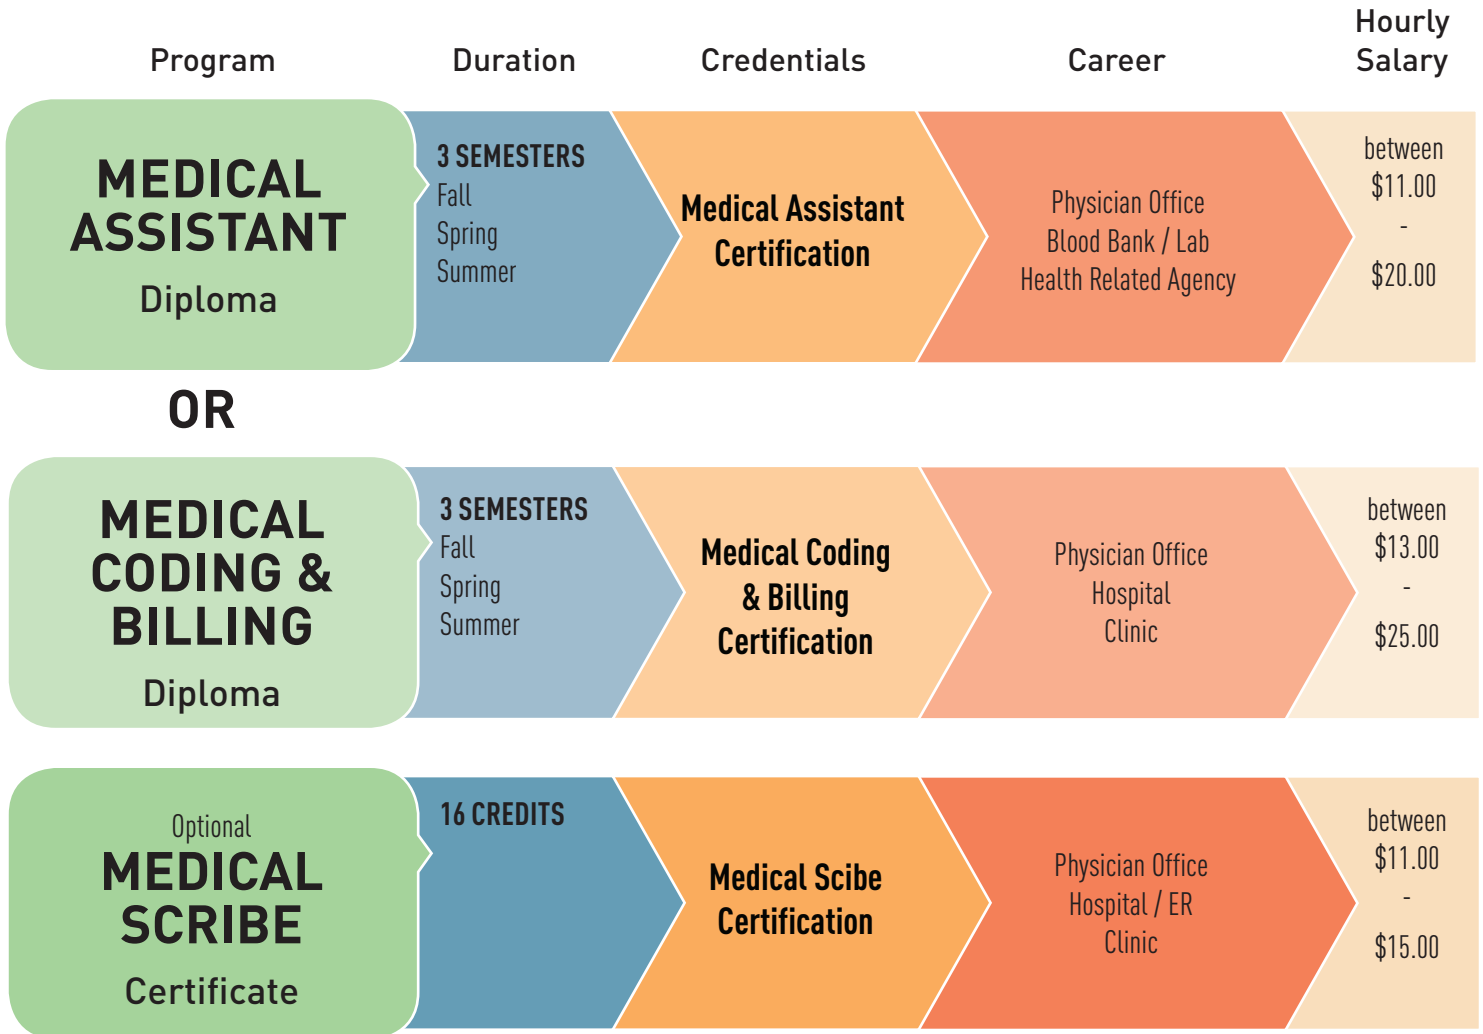 Program
Duration
Credentials
Career
Hourly
Salary
MEDICAL
ASSISTANT
Diploma
3 SEMESTERS
Fall
Spring
Summer
Medical Assistant
Certification
Physician Office
Blood Bank / Lab
Health Related Agency
between
$11.00
-
$20.00
OR
MEDICAL
CODING &
BILLING
Diploma
3 SEMESTERS
Fall
Spring
Summer
Medical Coding
& Billing
Certification
Physician Office
Hospital
Clinic
between
$13.00
-
$25.00
Optional
MEDICAL
SCRIBE
Certificate
16 CREDITS
Medical Scibe
Certification
Physician Office
Hospital / ER
Clinic
between
$11.00
-
$15.00